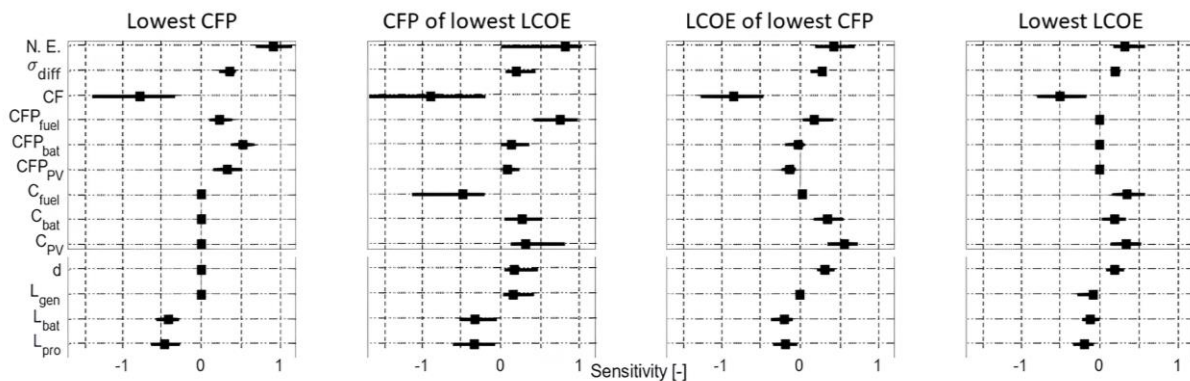 Lowest CFP
CFP of lowest LCOE
LCOE of lowest CFP
Lowest LCOE
N. E.
σdiff
CF
CFPfuel
CFPbat
CFPPV
Cfuel
Cbat
CPV
d
Lgen
Lbat
Lpro
-1 0 1 -1 0 1 -1 0 1 -1 0 1
Sensitivity [-]